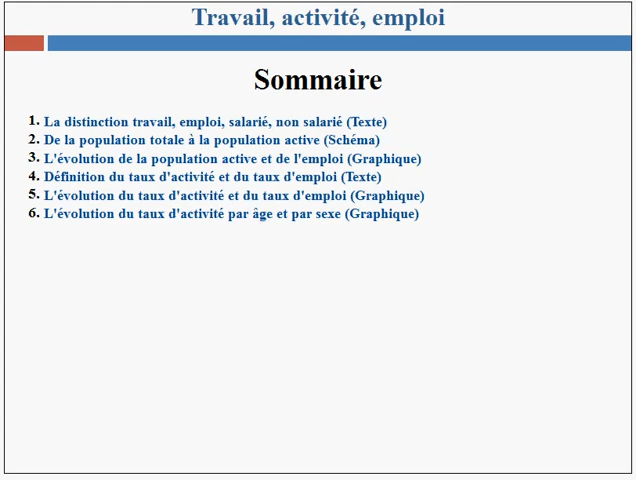 Travail, activité, emploi
Sommaire
1. La distinction travail, emploi, salarié, non salarié (Texte)
2. De la population totale à la population active (Schéma)
3. L'évolution de la population active et de l'emploi (Graphique)
4. Définition du taux d'activité et du taux d'emploi (Texte)
5. L'évolution du taux d'activité et du taux d'emploi (Graphique)
6. L'évolution du taux d'activité par âge et par sexe (Graphique)